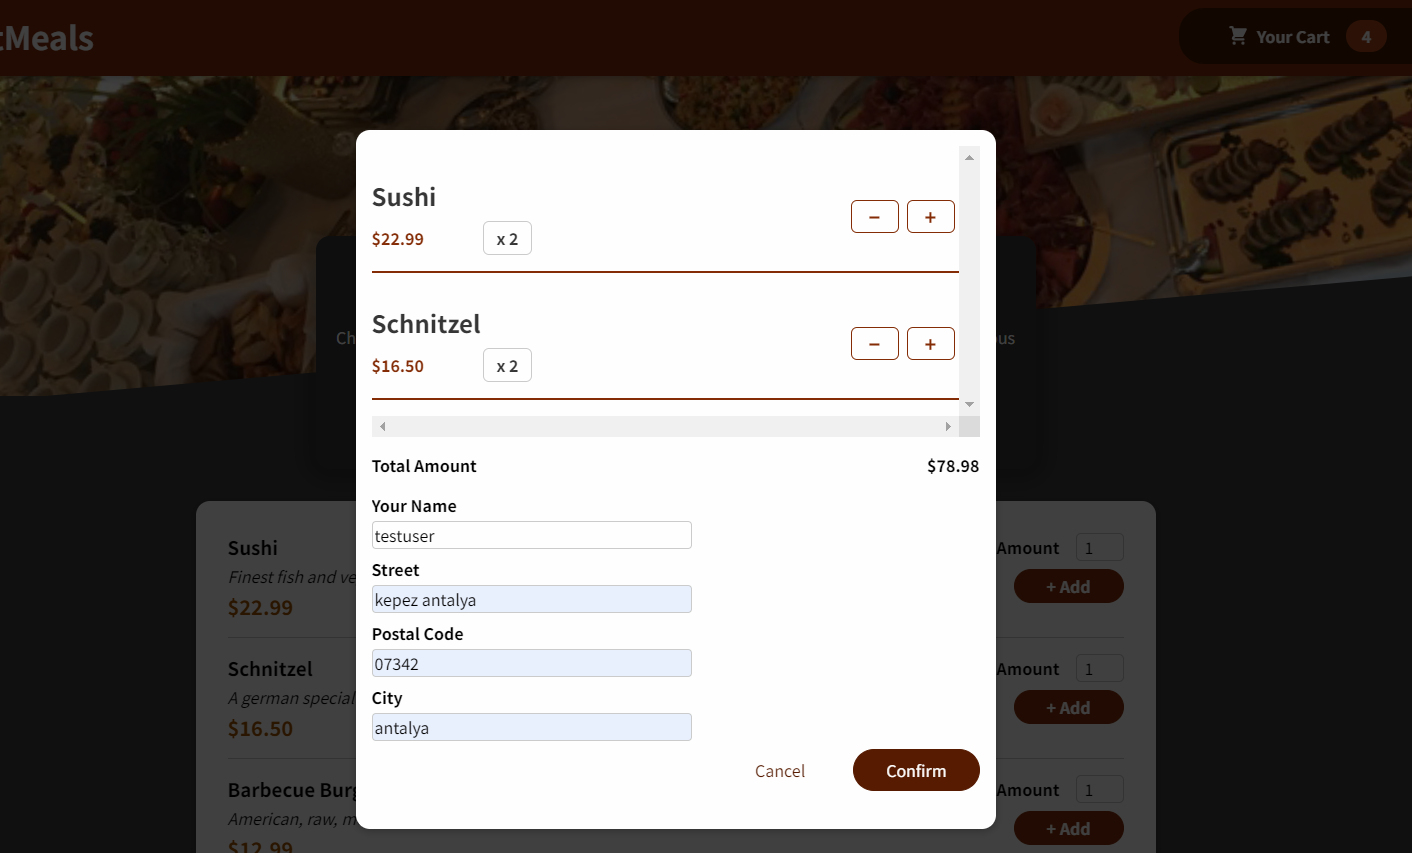 tMeals
Your Cart 4
Sushi
$22.99 x 2
− +
Schnitzel
$16.50 x 2
− +
Total Amount $78.98
Your Name
testuser
Street
kepez antalya
Postal Code
07342
City
antalya
Cancel Confirm
Ch
ous
Sushi
Finest fish and ve
$22.99
Amount 1
+ Add
Schnitzel
A german special
$16.50
Amount 1
+ Add
Barbecue Burg
American, raw, m
$12.99
Amount 1
+ Add